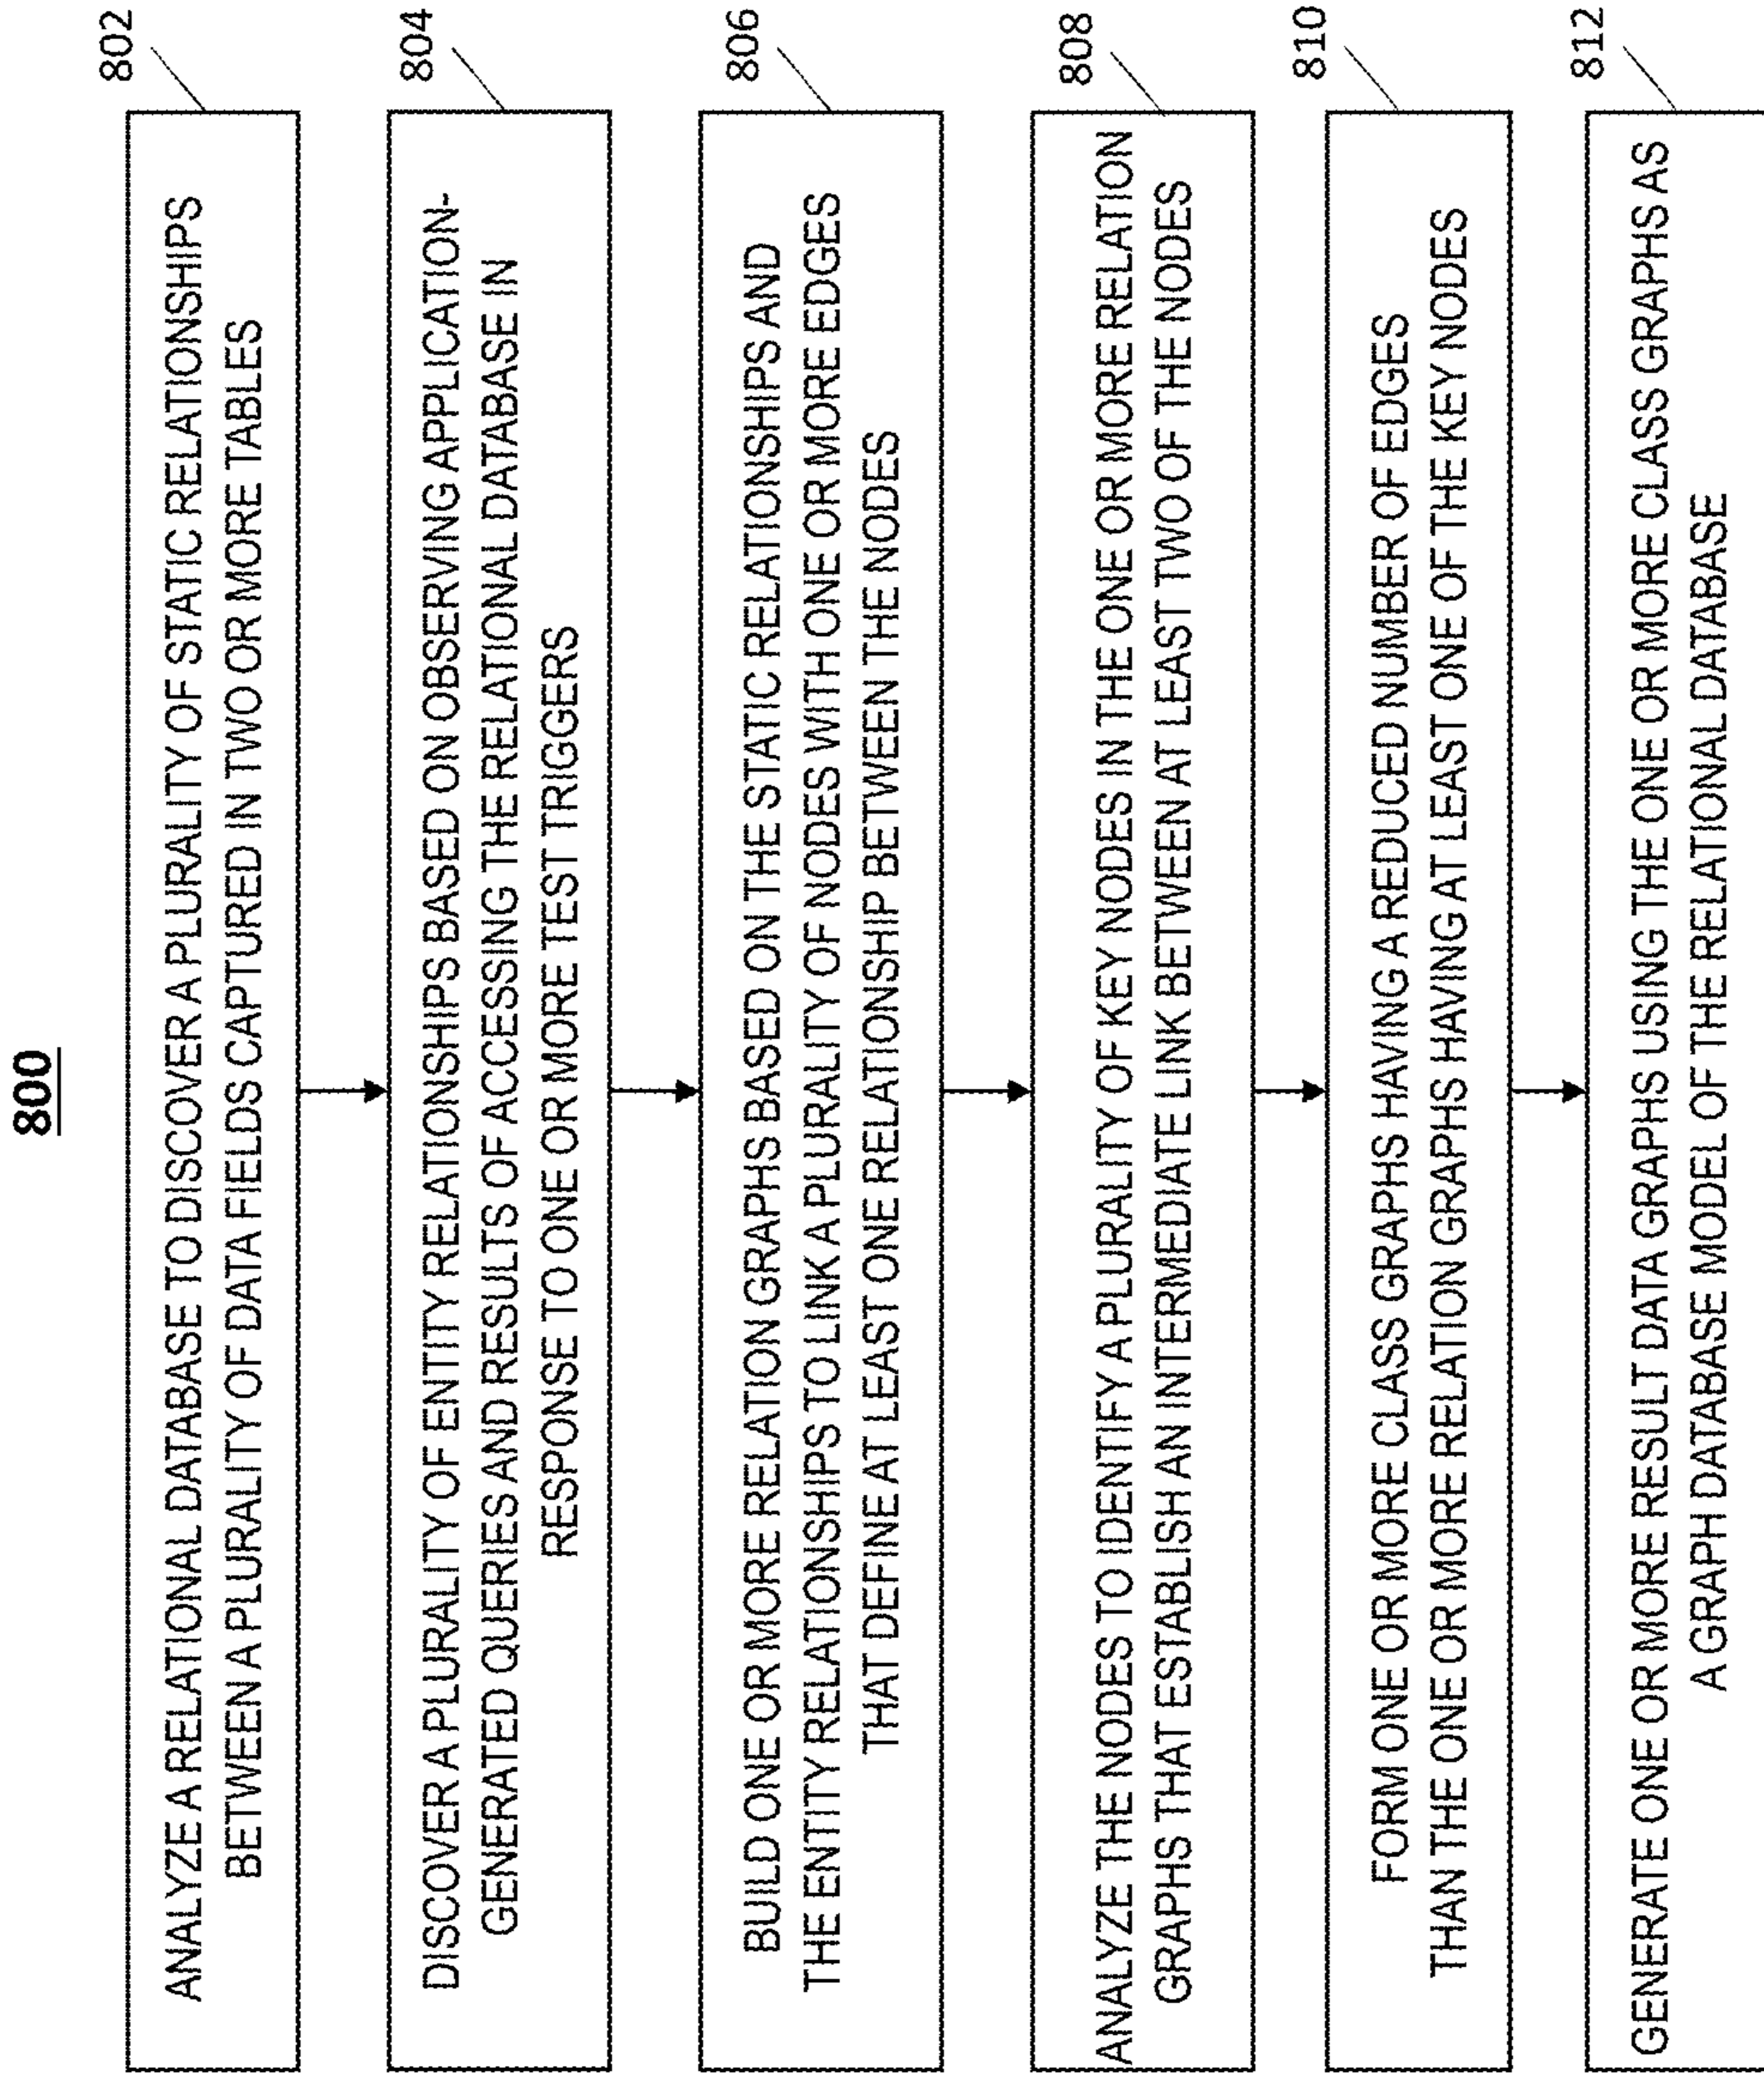 800
802
ANALYZE A RELATIONAL DATABASE TO DISCOVER A PLURALITY OF STATIC RELATIONSHIPS
BETWEEN A PLURALITY OF DATA FIELDS CAPTURED IN TWO OR MORE TABLES
804
DISCOVER A PLURALITY OF ENTITY RELATIONSHIPS BASED ON OBSERVING APPLICATION-
GENERATED QUERIES AND RESULTS OF ACCESSING THE RELATIONAL DATABASE IN
RESPONSE TO ONE OR MORE TEST TRIGGERS
806
BUILD ONE OR MORE RELATION GRAPHS BASED ON THE STATIC RELATIONSHIPS AND
THE ENTITY RELATIONSHIPS TO LINK A PLURALITY OF NODES WITH ONE OR MORE EDGES
THAT DEFINE AT LEAST ONE RELATIONSHIP BETWEEN THE NODES
808
ANALYZE THE NODES TO IDENTIFY A PLURALITY OF KEY NODES IN THE ONE OR MORE RELATION
GRAPHS THAT ESTABLISH AN INTERMEDIATE LINK BETWEEN AT LEAST TWO OF THE NODES
810
FORM ONE OR MORE CLASS GRAPHS HAVING A REDUCED NUMBER OF EDGES
THAN THE ONE OR MORE RELATION GRAPHS HAVING AT LEAST ONE OF THE KEY NODES
812
GENERATE ONE OR MORE RESULT DATA GRAPHS USING THE ONE OR MORE CLASS GRAPHS AS
A GRAPH DATABASE MODEL OF THE RELATIONAL DATABASE